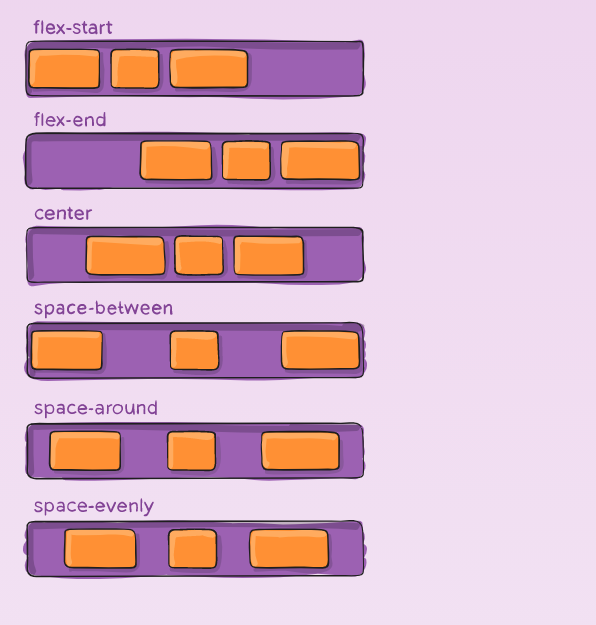 flex-start
flex-end
center
space-between
space-around
space-evenly